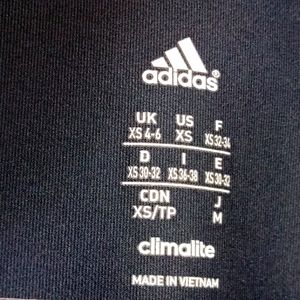 adidas®
UK US F
XS 4-6 XS XS 32-34
D I E
XS 30-32 XS 36-38 XS 30-32
CDN J
XS/TP M
climalite
MADE IN VIETNAM